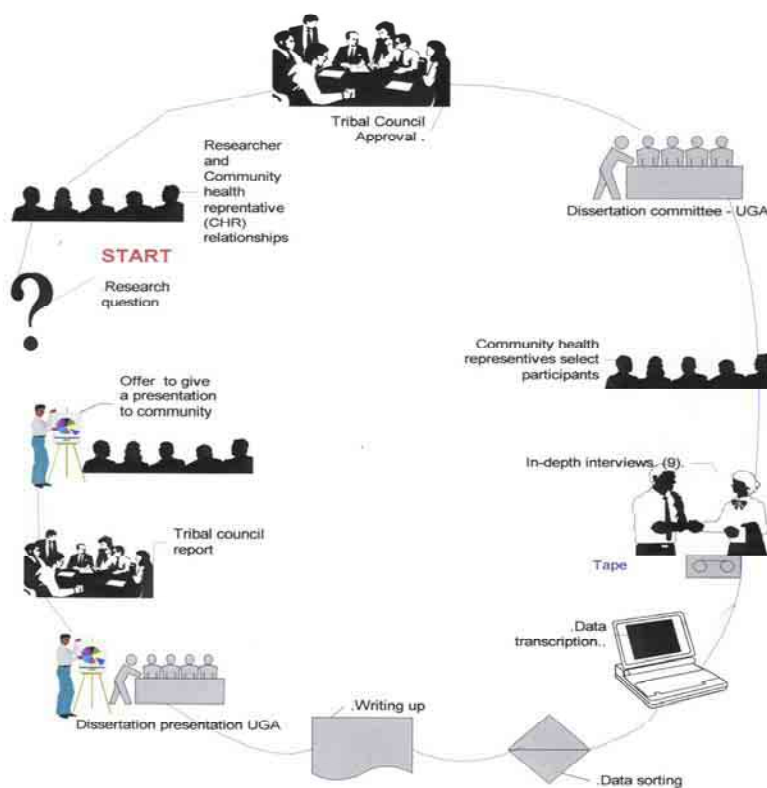 START
.Research
question
Researcher
and
Community
health
reprentative
(CHR)
relationships
Tribal Council
Approval .
Dissertation committee - UGA
Community health
representives select
participants
In-depth interviews. (9).
Tape
.Data
transcription..
.Data sorting
.Writing up
Dissertation presentation UGA
Tribal council
report
Offer to give
a presentation
to community